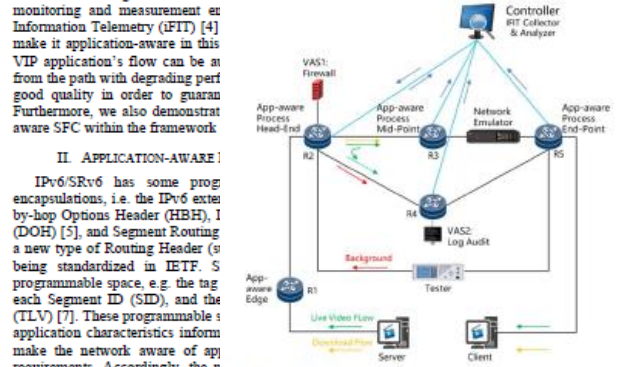 monitoring and measurement en
Information Telemetry (iFIT) [4]
make it application-aware in this
VIP application's flow can be au
from the path with degrading perf
good quality in order to guaran
Furthermore, we also demonstrat
aware SFC within the framework
II. APPLICATION-AWARE I
IPv6/SRv6 has some progr
encapsulations, i.e. the IPv6 exter
by-hop Options Header (HBH), I
(DOH) [5], and Segment Routing
a new type of Routing Header (s
being standardized in IETF. S
programmable space, e.g. the tag
each Segment ID (SID), and the
(TLV) [7]. These programmable s
application characteristics inform
make the network aware of app
requirements. Accordingly, the n
Controller
IFIT Collector
& Analyzer
VAS1:
Firewall
App-aware
Process
Head-End
App-aware
Process
Mid-Point
Network
Emulator
App-aware
Process
End-Point
R2
R3
R5
R4
VAS2:
Log Audit
Background
Tester
App-
aware
Edge
R1
Live Video FLow
Download Flow
Server
Client